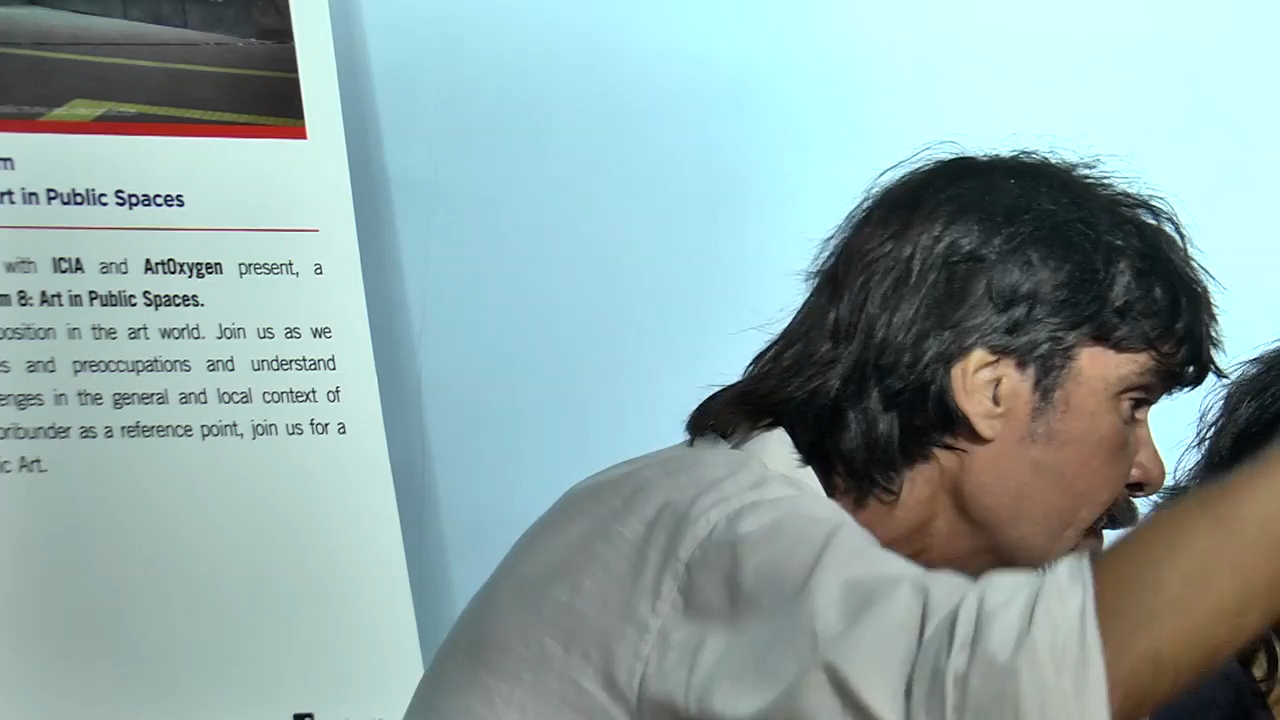 m
rt in Public Spaces
with ICIA and ArtOxygen present, a
m 8: Art in Public Spaces.
osition in the art world. Join us as we
s and preoccupations and understand
enges in the general and local context of
oribunder as a reference point, join us for a
ic Art.